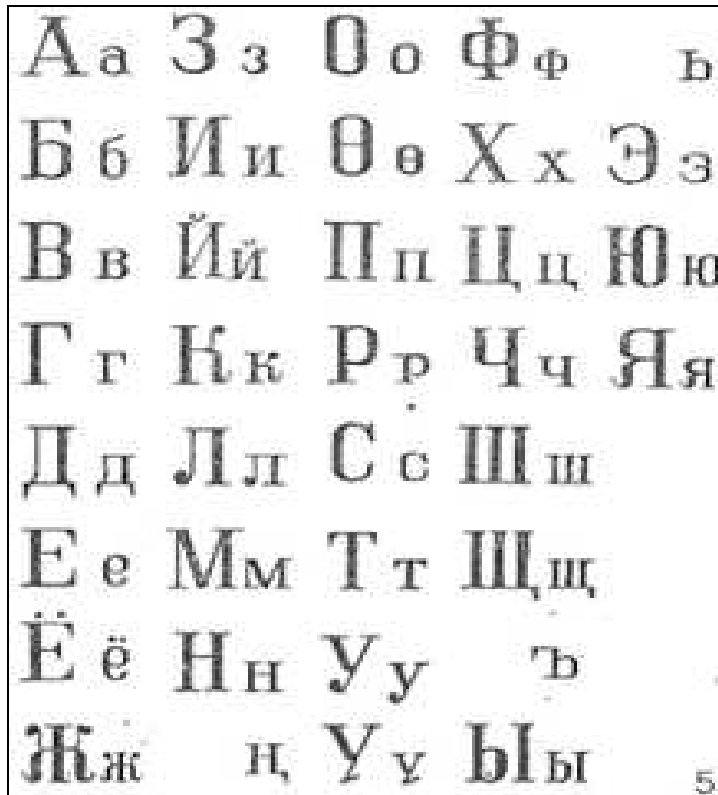 Аа Зз Оо Фф ь
Бб Ии Өө Хх Ээ
Вв Йй Пп Цц Юю
Гг Кк Рр Чч Яя
Дд Лл Сс Шш
Ее Мм Тт Щщ
Ёё Нн Уу ъ
Жж ң Үү Ыы
5